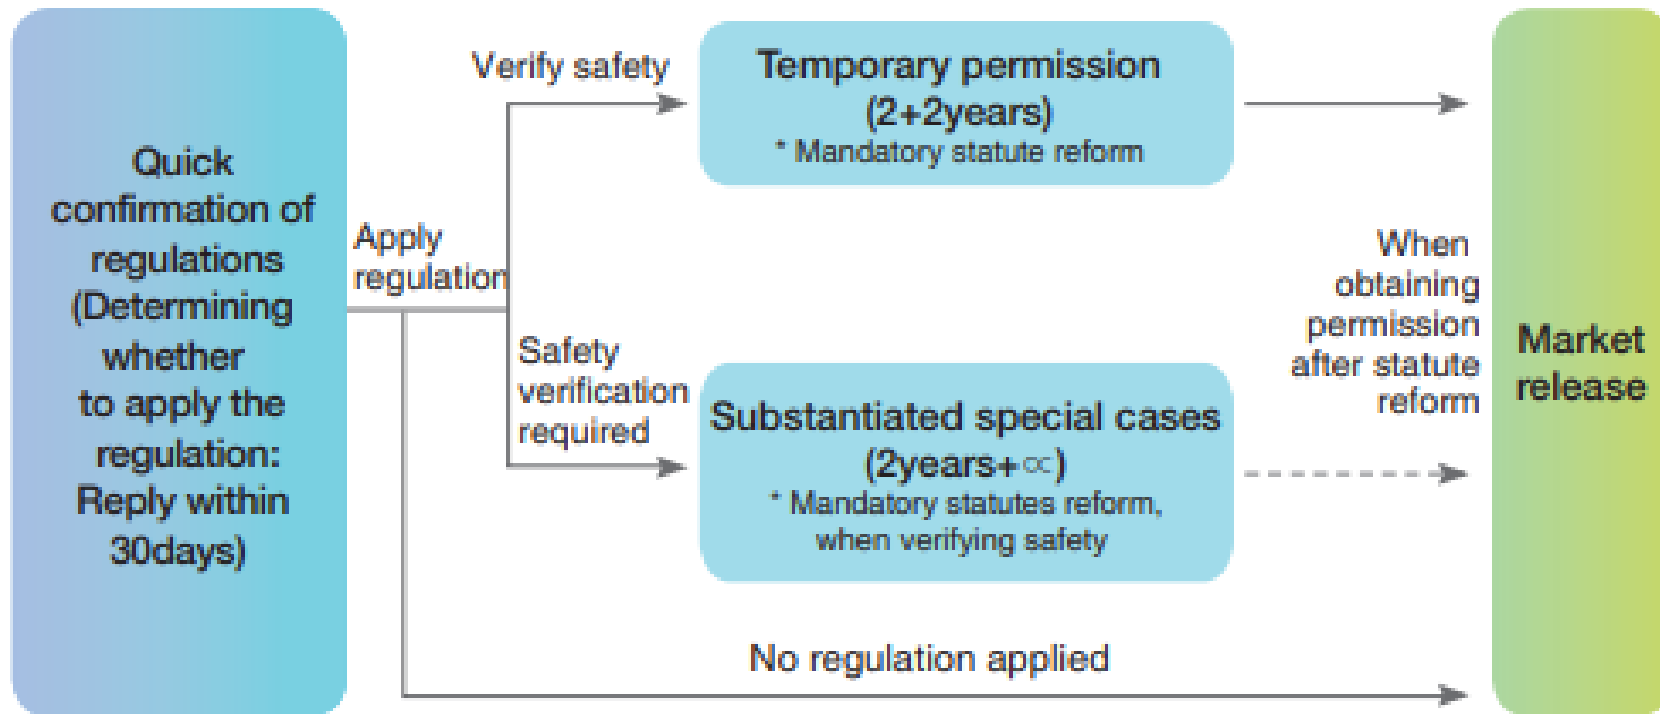 Quick
confirmation of
regulations
(Determining
whether
to apply the
regulation:
Reply within
30days)
Apply
regulation
Verify safety
Temporary permission
(2+2years)
* Mandatory statute reform
Safety
verification
required
Substantiated special cases
(2years+∝)
* Mandatory statutes reform,
when verifying safety
No regulation applied
When
obtaining
permission
after statute
reform
Market
release